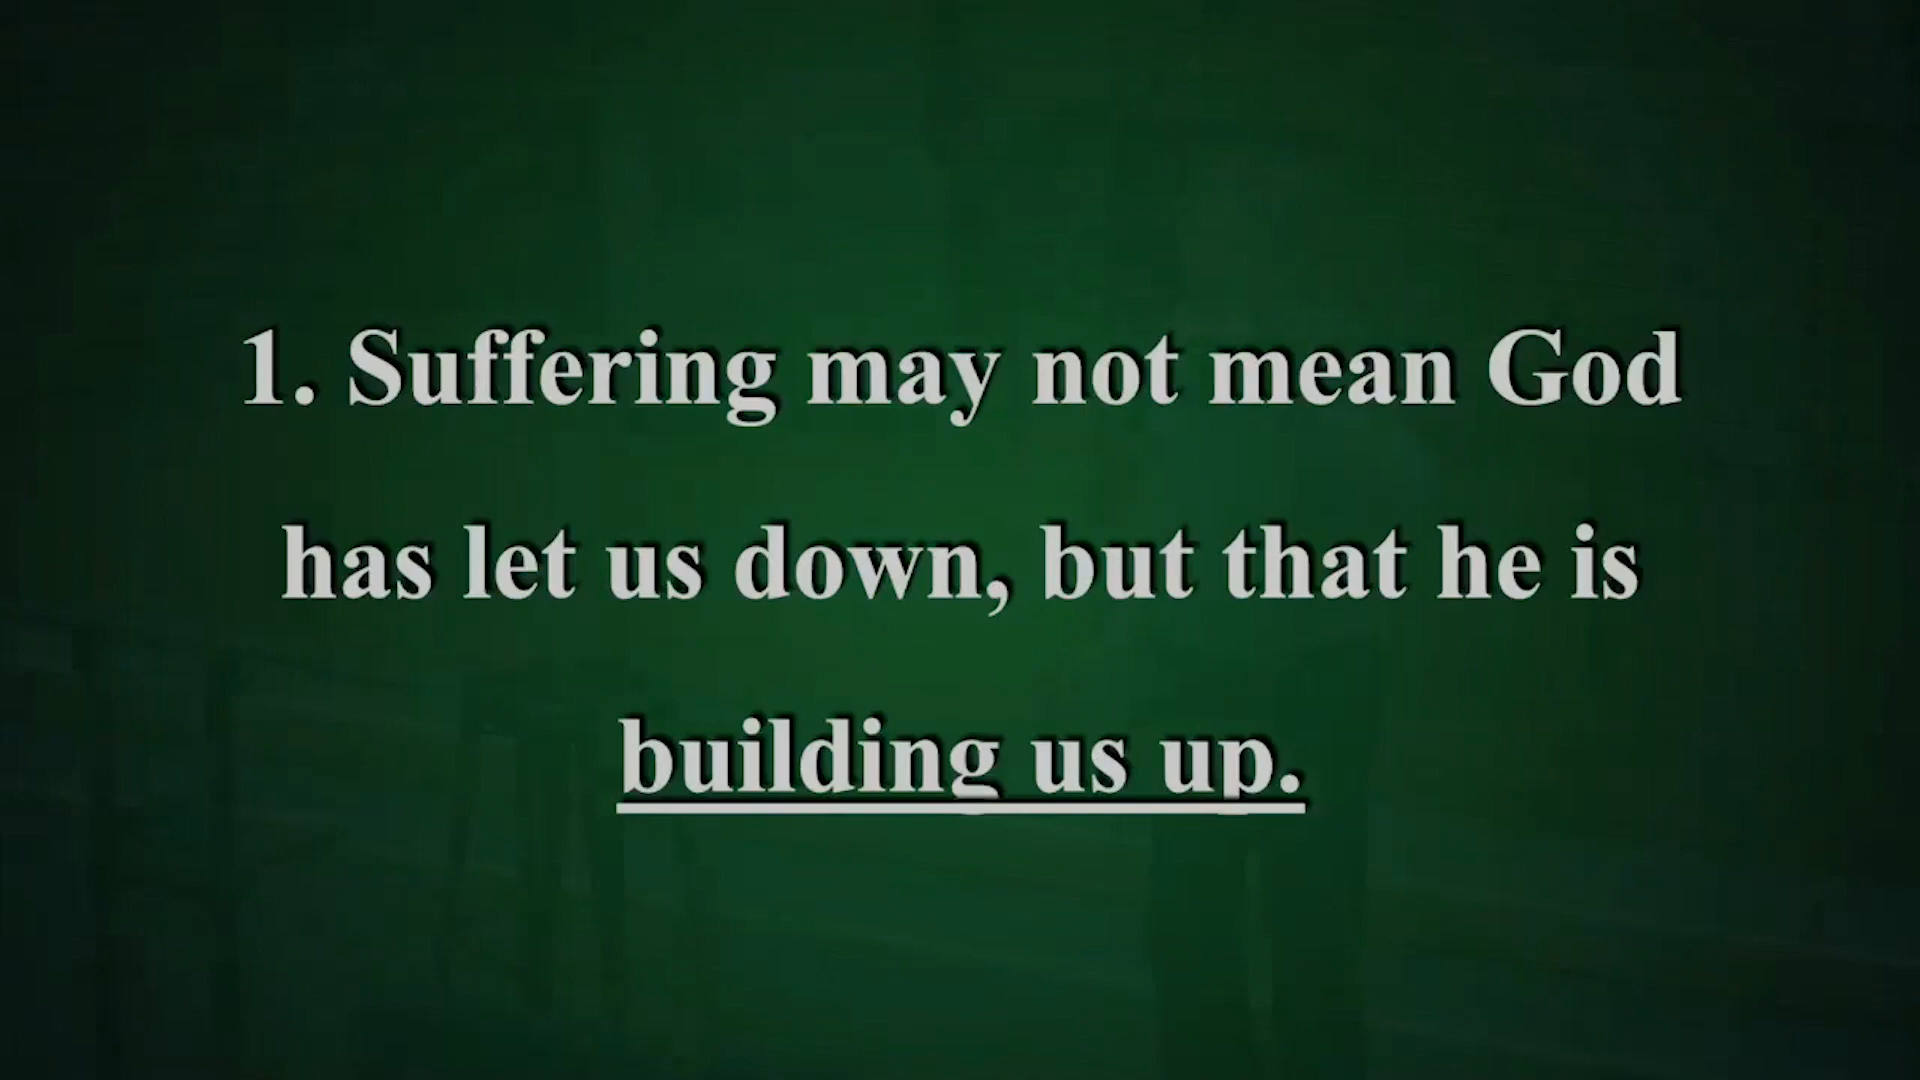 1. Suffering may not mean God
has let us down, but that he is
building us up.